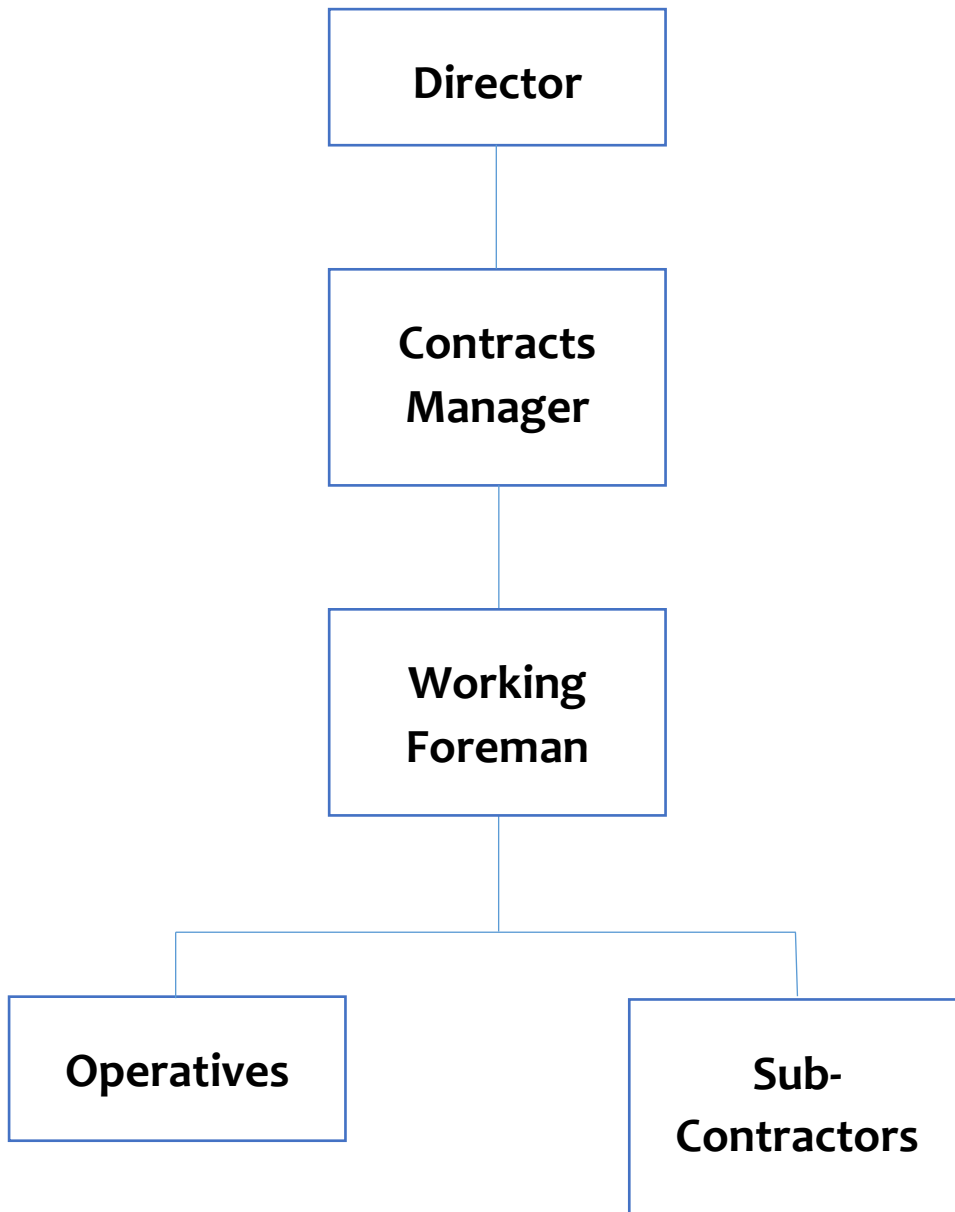 Director
Contracts
Manager
Working
Foreman
Operatives
Sub-
Contractors